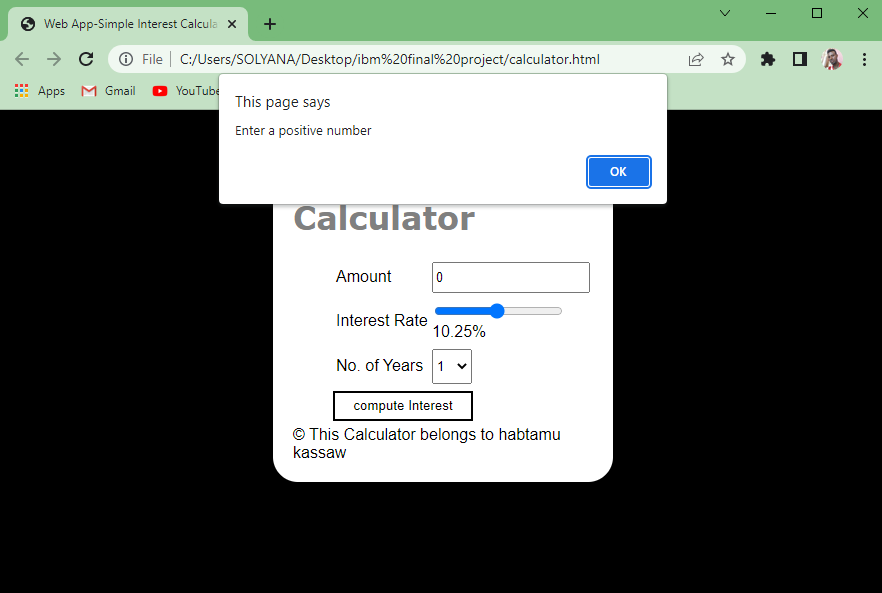 Web App-Simple Interest Calcula
File
C:/Users/SOLYANA/Desktop/ibm%20final%20project/calculator.html
Apps
Gmail
YouTube
This page says
Enter a positive number
OK
Calculator
Amount
0
Interest Rate
10.25%
No. of Years
1
compute Interest
© This Calculator belongs to habtamu
kassaw